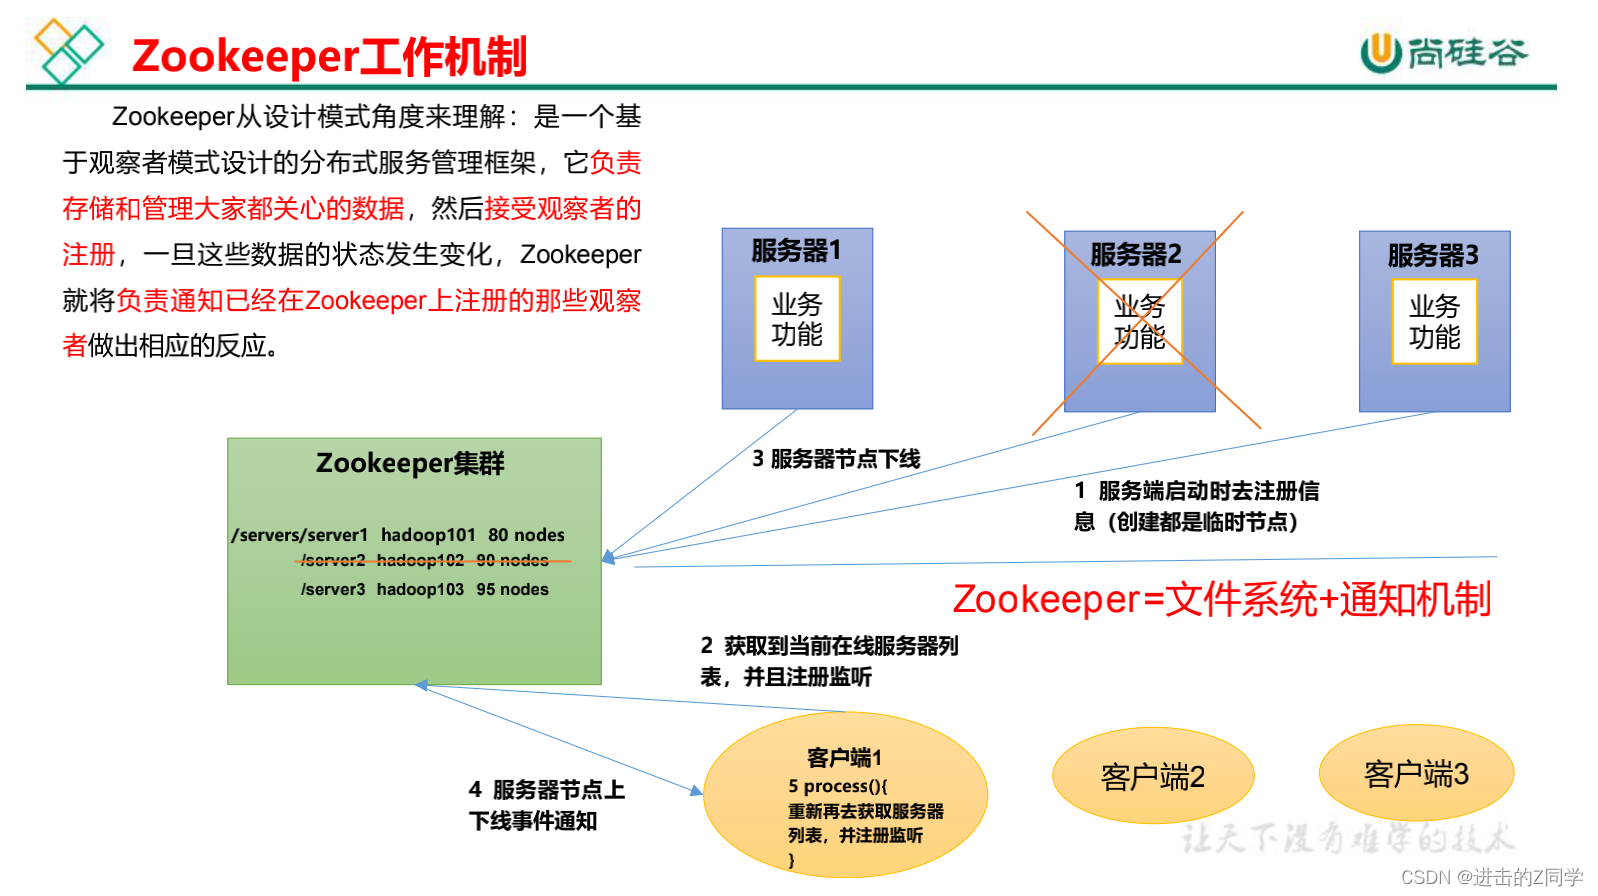 Zookeeper工作机制
尚硅谷
Zookeeper从设计模式角度来理解：是一个基
于观察者模式设计的分布式服务管理框架，它负责
存储和管理大家都关心的数据，然后接受观察者的
注册，一旦这些数据的状态发生变化，Zookeeper
就将负责通知已经在Zookeeper上注册的那些观察
者做出相应的反应。
服务器1
业务
功能
服务器2
业务
功能
服务器3
业务
功能
Zookeeper集群
/servers/server1 hadoop101 80 nodes
/server2 hadoop102 90 nodes
/server3 hadoop103 95 nodes
3 服务器节点下线
1 服务端启动时去注册信
息（创建都是临时节点）
Zookeeper=文件系统+通知机制
2 获取到当前在线服务器列
表，并且注册监听
4 服务器节点上
下线事件通知
客户端1
5 process(){
重新再去获取服务器
列表，并注册监听
}
客户端2
客户端3
让天下没有难学的技术
CSDN @进击的Z同学